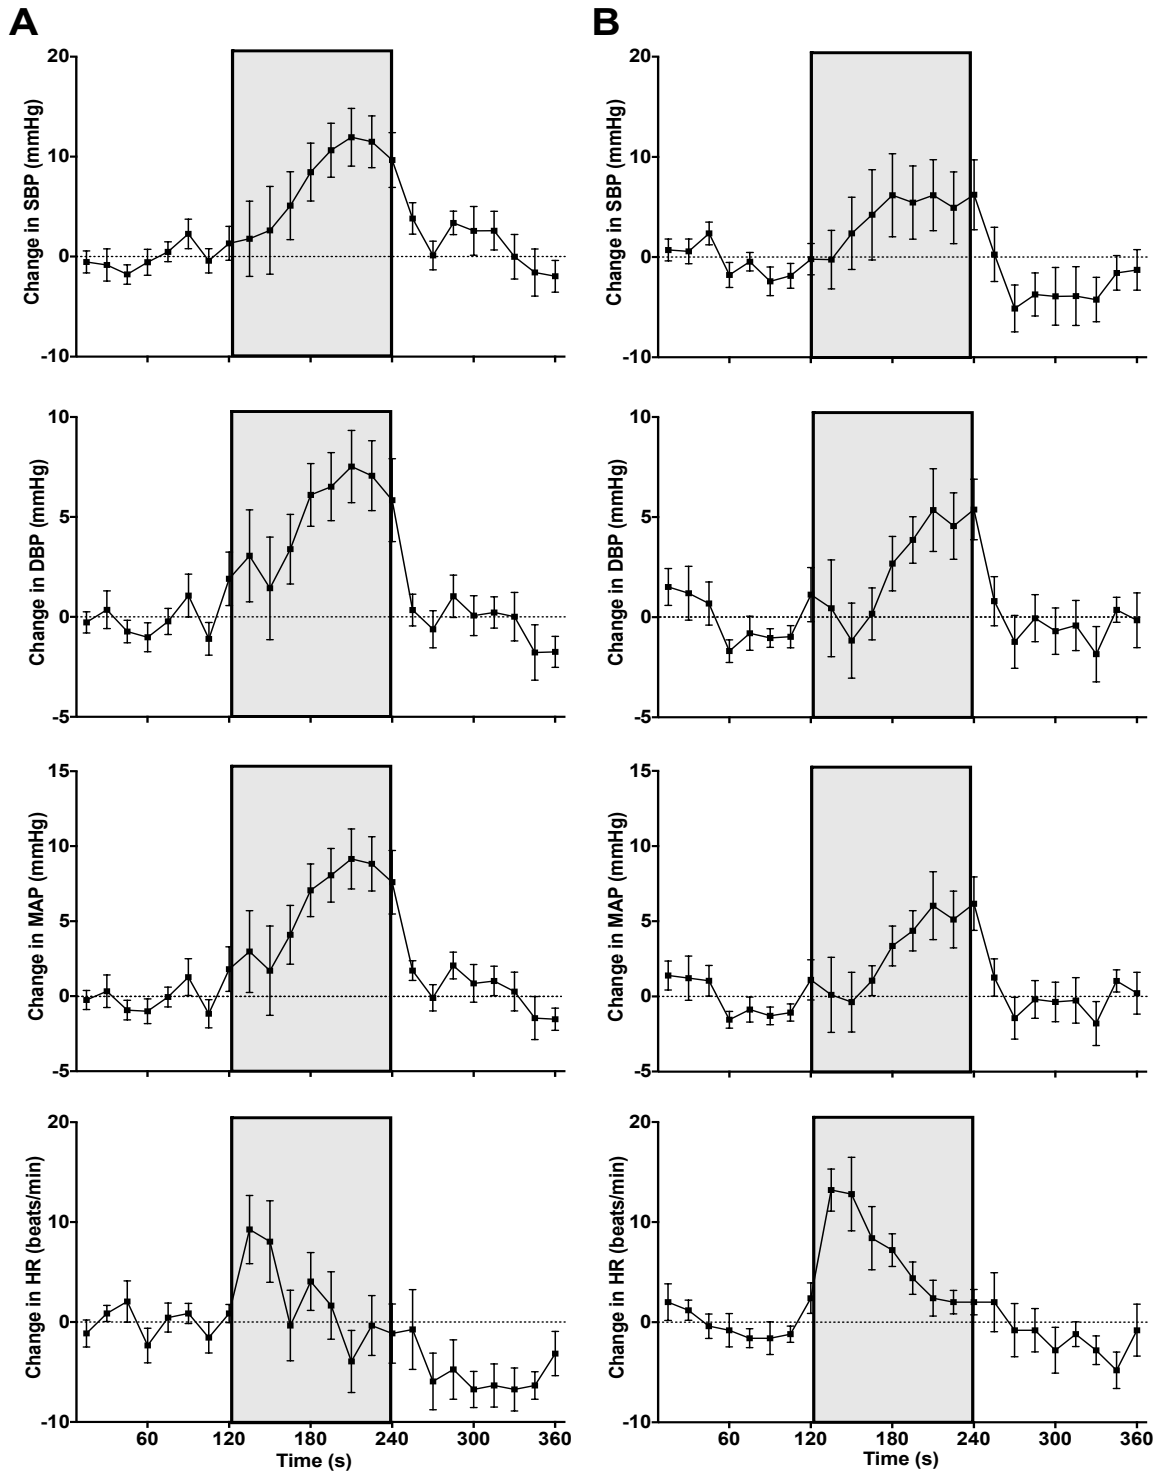 A
B
20
10
0
-10
Change in SBP (mmHg)
20
10
0
-10
Change in SBP (mmHg)
10
5
0
-5
Change in DBP (mmHg)
10
5
0
-5
Change in DBP (mmHg)
15
10
5
0
-5
Change in MAP (mmHg)
15
10
5
0
-5
Change in MAP (mmHg)
20
10
0
-10
Change in HR (beats/min)
60 120 180 240 300 360
Time (s)
20
10
0
-10
Change in HR (beats/min)
60 120 180 240 300 360
Time (s)